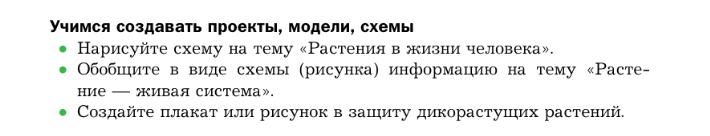 Учимся создавать проекты, модели, схемы
• Нарисуйте схему на тему «Растения в жизни человека».
• Обобщите в виде схемы (рисунка) информацию на тему «Расте-
ние — живая система».
• Создайте плакат или рисунок в защиту дикорастущих растений.